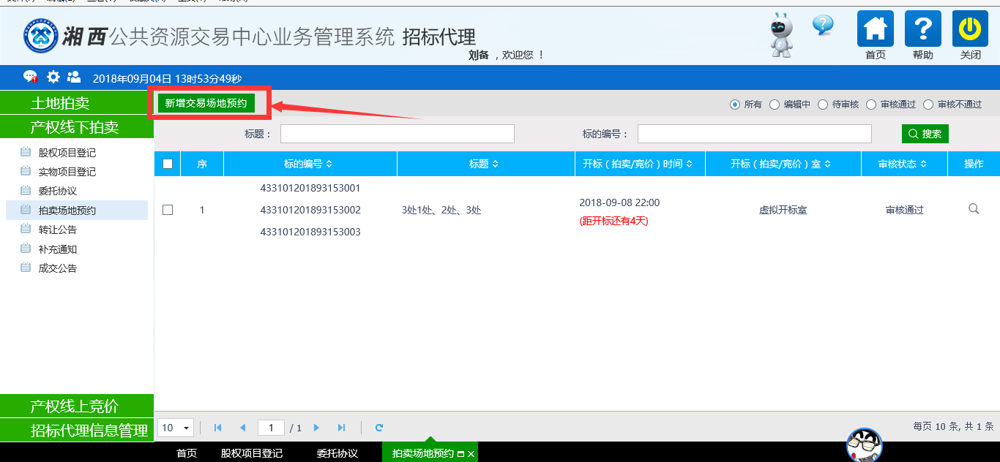 湘西公共资源交易中心业务管理系统 招标代理
刘备 ，欢迎您 ！
首页 帮助 关闭
2018年09月04日 13时53分49秒
土地拍卖
产权线下拍卖
股权项目登记
实物项目登记
委托协议
拍卖场地预约
转让公告
补充通知
成交公告
产权线上竞价
招标代理信息管理
新增交易场地预约
所有 编辑中 待审核 审核通过 审核不通过
标题： 标的编号： 搜索
序 标的编号 标题 开标（拍卖/竞价）时间 开标（拍卖/竞价）室 审核状态 操作
433101201893153001
1 433101201893153002 3处1处、2处、3处 2018-09-08 22:00 虚拟开标室 审核通过
(距开标还有4天)
433101201893153003
10 1 / 1 每页 10 条, 共 1 条
首页 股权项目登记 委托协议 拍卖场地预约